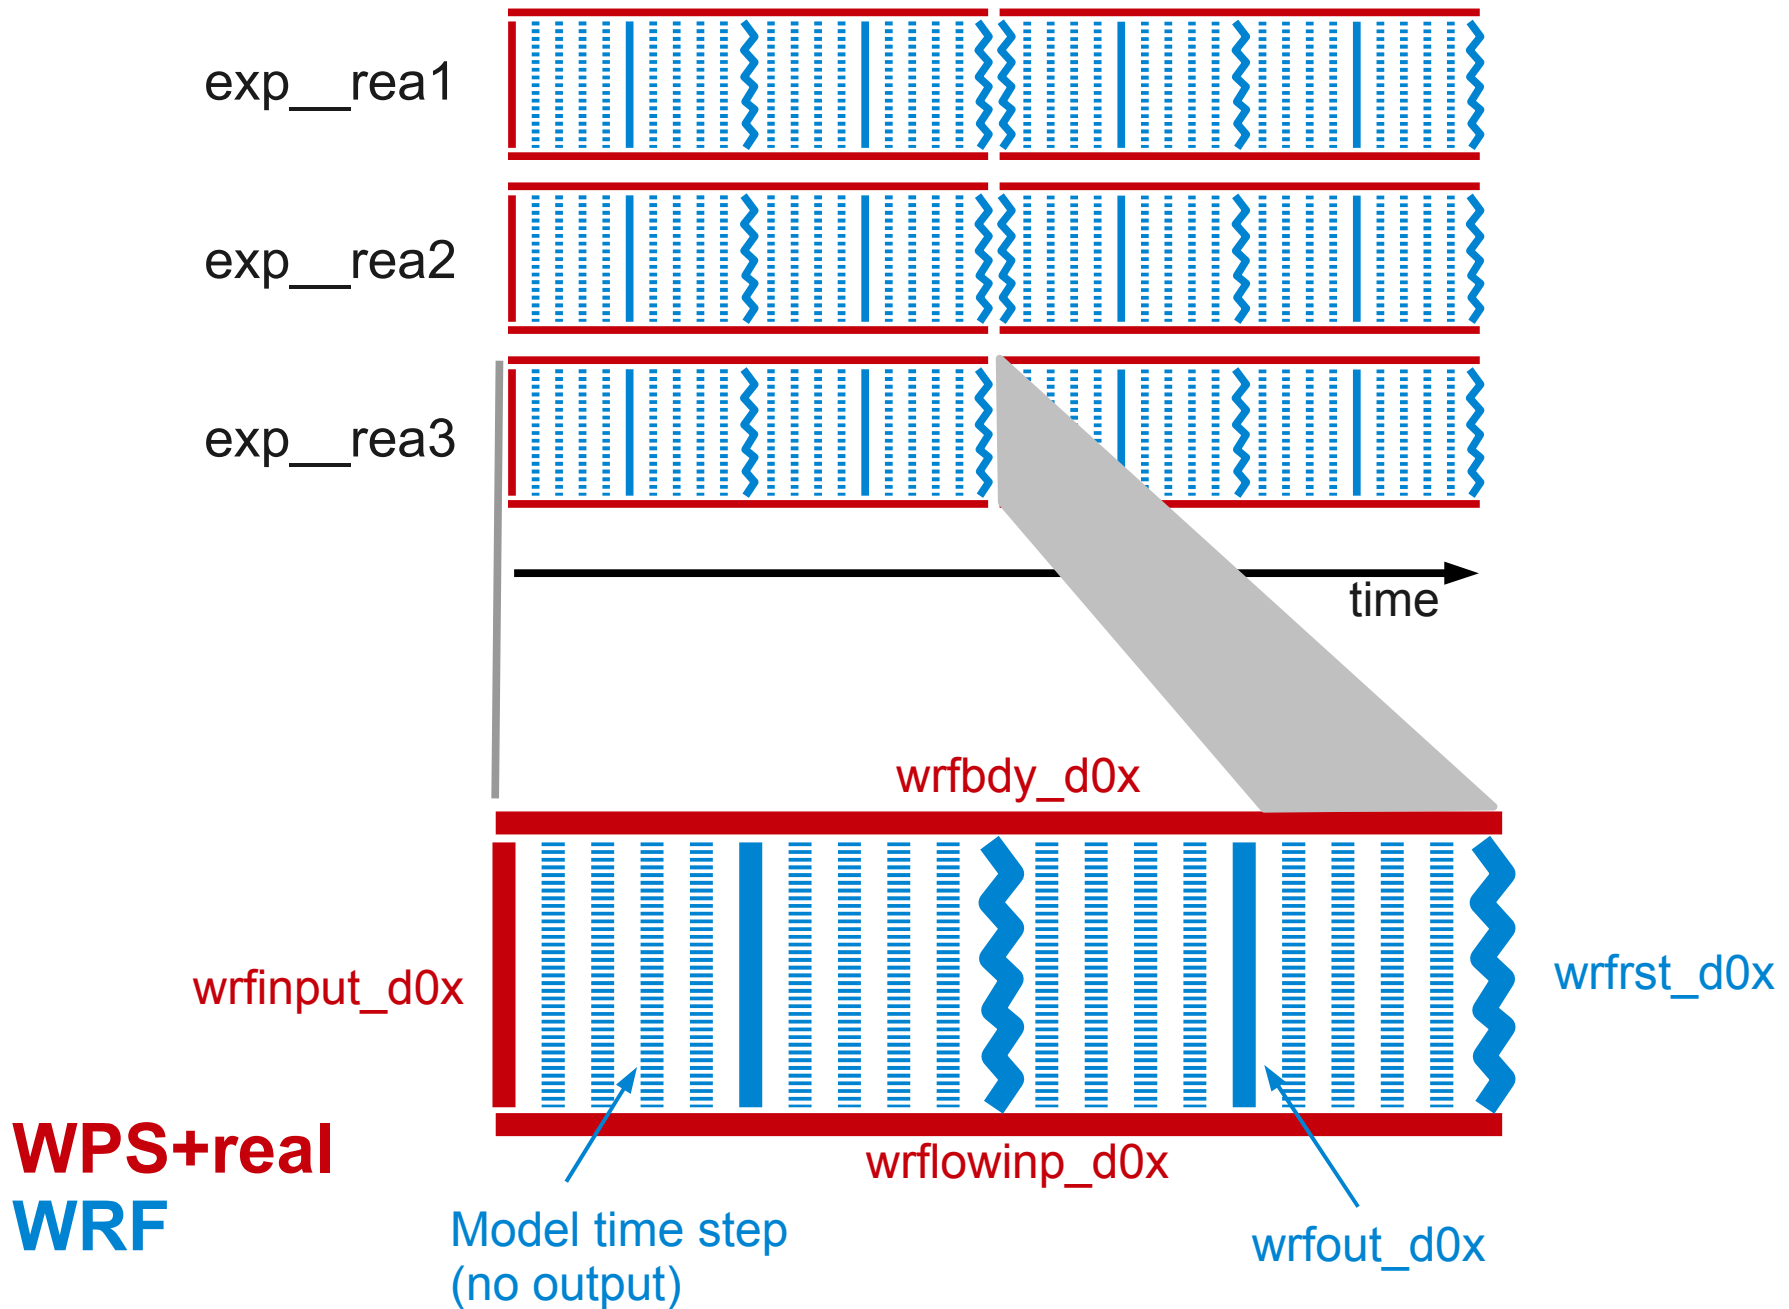 exp__rea1
exp__rea2
exp__rea3
time
wrfbdy_d0x
wrfinput_d0x
wrfrst_d0x
WPS+real
WRF
wrflowinp_d0x
Model time step
(no output)
wrfout_d0x